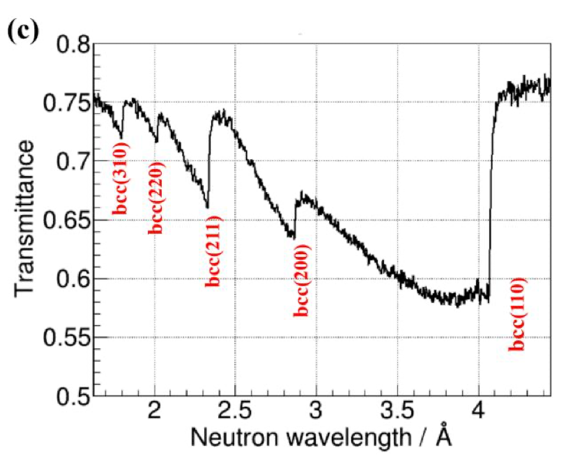 (c)
0.8
0.75
0.7
0.65
0.6
0.55
0.5
Transmittance
bcc(310)
bcc(220)
bcc(211)
bcc(200)
bcc(110)
2 2.5 3 3.5 4
Neutron wavelength / Å